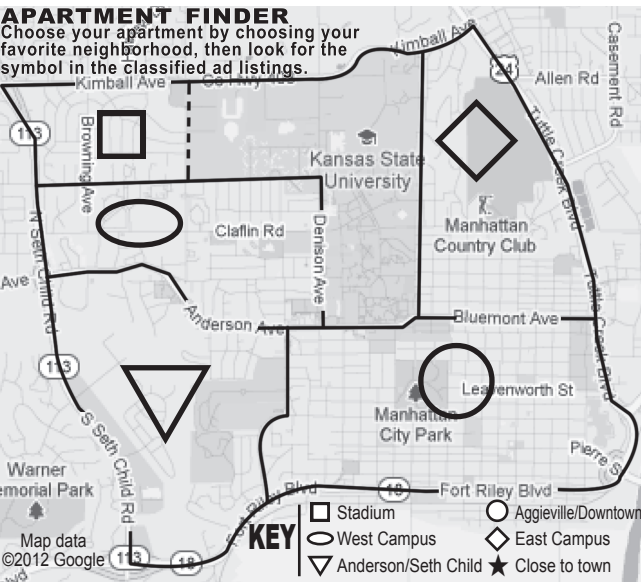 APARTMENT FINDER
Choose your apartment by choosing your
favorite neighborhood, then look for the
symbol in the classified ad listings.
Kimball Ave
Kimball Ave
24
Allen Rd
Casement Rd
113
Browning Ave
Kansas State
University
Tuttle Creek Blvd
Claflin Rd
Denison Ave
Manhattan
Country Club
N Seth Child Rd
Ave
Anderson Ave
Bluemont Ave
Tuttle Creek Blvd
113
Leavenworth St
Manhattan
City Park
S Seth Child Rd
Pierre S
Warner
emorial Park
Fort Riley Blvd
18
Fort Riley Blvd
Map data
©2012 Google
113
18
lvd
KEY
Stadium
Aggieville/Downtown
West Campus
East Campus
Anderson/Seth Child
Close to town